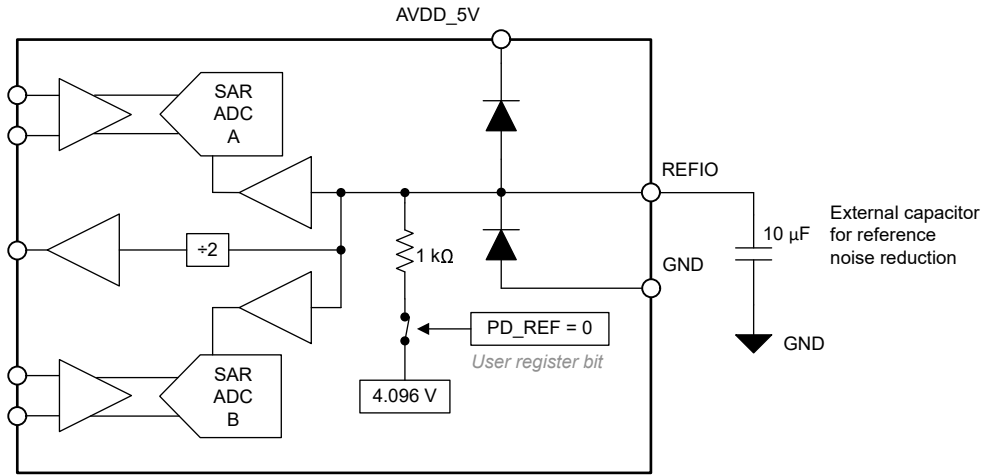 AVDD_5V
SAR
ADC
A
REFIO
÷2
1 kΩ
10 µF
External capacitor
for reference
noise reduction
GND
PD_REF = 0
User register bit
GND
4.096 V
SAR
ADC
B